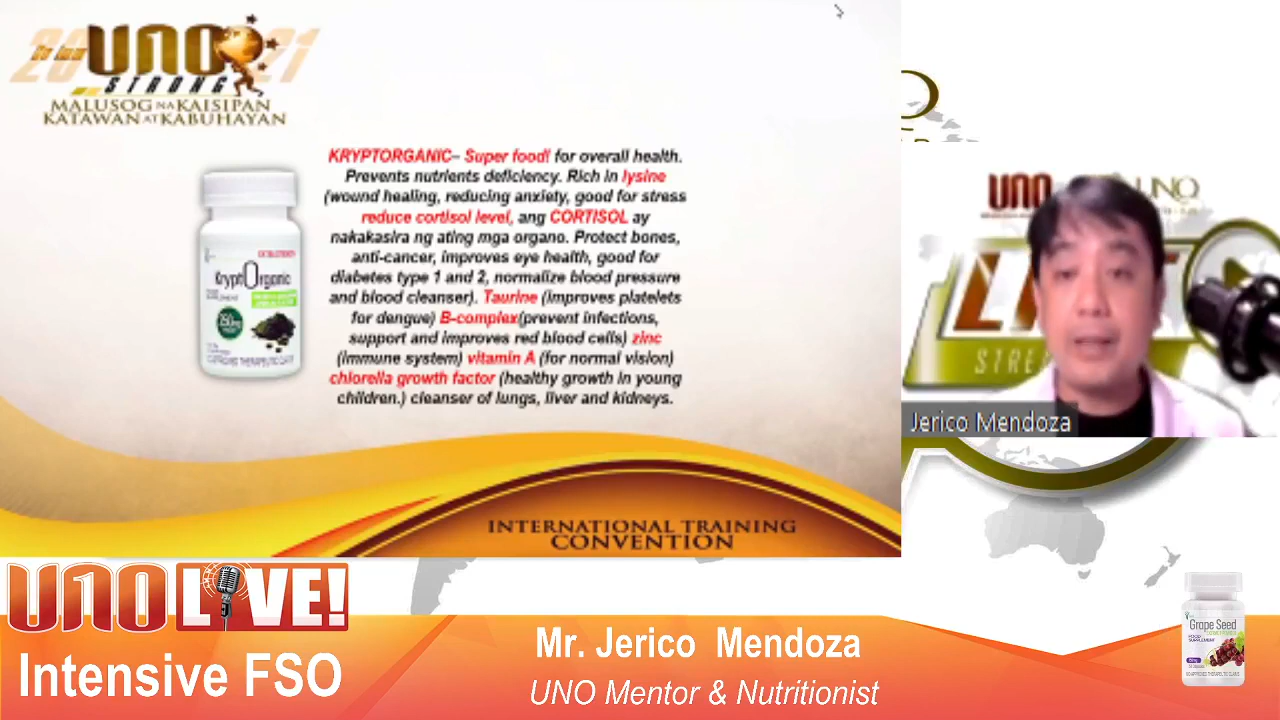 UNO
STRONG
MALUSOG NA KAISIPAN
KATAWAN AT KABUHAYAN
KRYPTORGANIC– Super food! for overall health.
Prevents nutrients deficiency. Rich in lysine
(wound healing, reducing anxiety, good for stress
reduce cortisol level, ang CORTISOL ay
nakakasira ng ating mga organo. Protect bones,
anti-cancer, improves eye health, good for
diabetes type 1 and 2, normalize blood pressure
and blood cleanser). Taurine (improves platelets
for dengue) B-complex(prevent infections,
support and improves red blood cells) zinc
(immune system) vitamin A (for normal vision)
chlorella growth factor (healthy growth in young
children.) cleanser of lungs, liver and kidneys.
KryptOrganic
INTERNATIONAL TRAINING
CONVENTION
UNO
UNO
Jerico Mendoza
UNO LIVE!
Intensive FSO
Mr. Jerico Mendoza
UNO Mentor & Nutritionist
Grape Seed